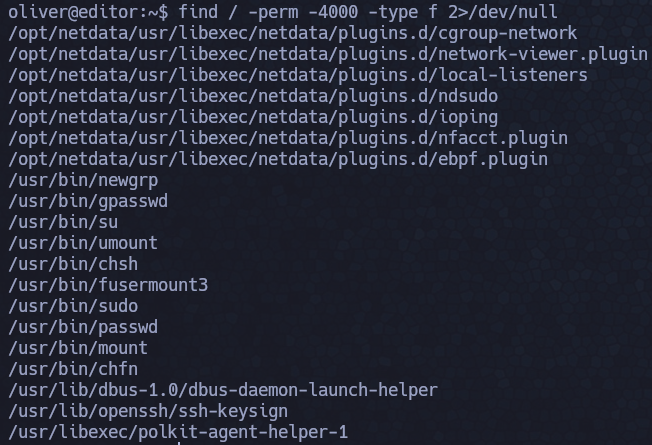 oliver@editor:~$ find / -perm -4000 -type f 2>/dev/null
/opt/netdata/usr/libexec/netdata/plugins.d/cgroup-network
/opt/netdata/usr/libexec/netdata/plugins.d/network-viewer.plugin
/opt/netdata/usr/libexec/netdata/plugins.d/local-listeners
/opt/netdata/usr/libexec/netdata/plugins.d/ndsudo
/opt/netdata/usr/libexec/netdata/plugins.d/ioping
/opt/netdata/usr/libexec/netdata/plugins.d/nfacct.plugin
/opt/netdata/usr/libexec/netdata/plugins.d/ebpf.plugin
/usr/bin/newgrp
/usr/bin/gpasswd
/usr/bin/su
/usr/bin/umount
/usr/bin/chsh
/usr/bin/fusermount3
/usr/bin/sudo
/usr/bin/passwd
/usr/bin/mount
/usr/bin/chfn
/usr/lib/dbus-1.0/dbus-daemon-launch-helper
/usr/lib/openssh/ssh-keysign
/usr/libexec/polkit-agent-helper-1